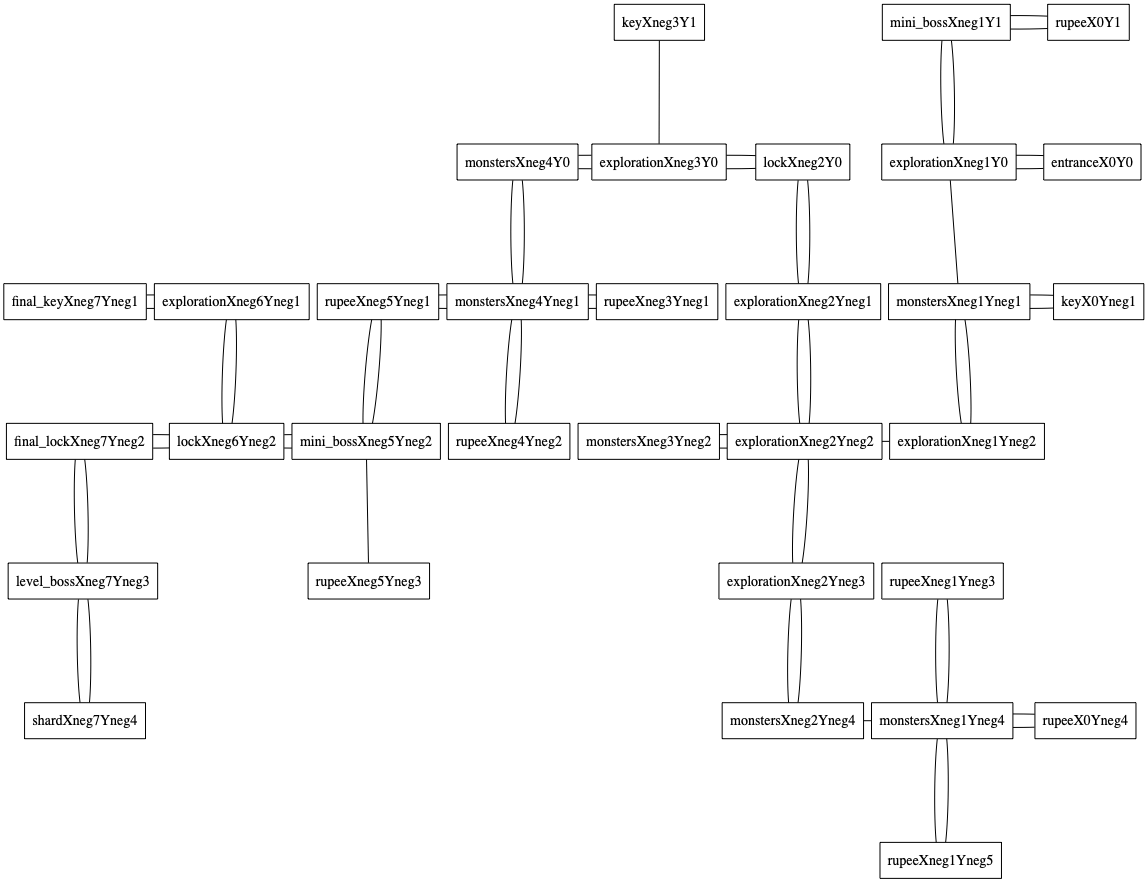 keyXneg3Y1
mini_bossXneg1Y1
rupeeX0Y1
monstersXneg4Y0
explorationXneg3Y0
lockXneg2Y0
explorationXneg1Y0
entranceX0Y0
final_keyXneg7Yneg1
explorationXneg6Yneg1
rupeeXneg5Yneg1
monstersXneg4Yneg1
rupeeXneg3Yneg1
explorationXneg2Yneg1
monstersXneg1Yneg1
keyX0Yneg1
final_lockXneg7Yneg2
lockXneg6Yneg2
mini_bossXneg5Yneg2
rupeeXneg4Yneg2
monstersXneg3Yneg2
explorationXneg2Yneg2
explorationXneg1Yneg2
level_bossXneg7Yneg3
rupeeXneg5Yneg3
explorationXneg2Yneg3
rupeeXneg1Yneg3
shardXneg7Yneg4
monstersXneg2Yneg4
monstersXneg1Yneg4
rupeeX0Yneg4
rupeeXneg1Yneg5